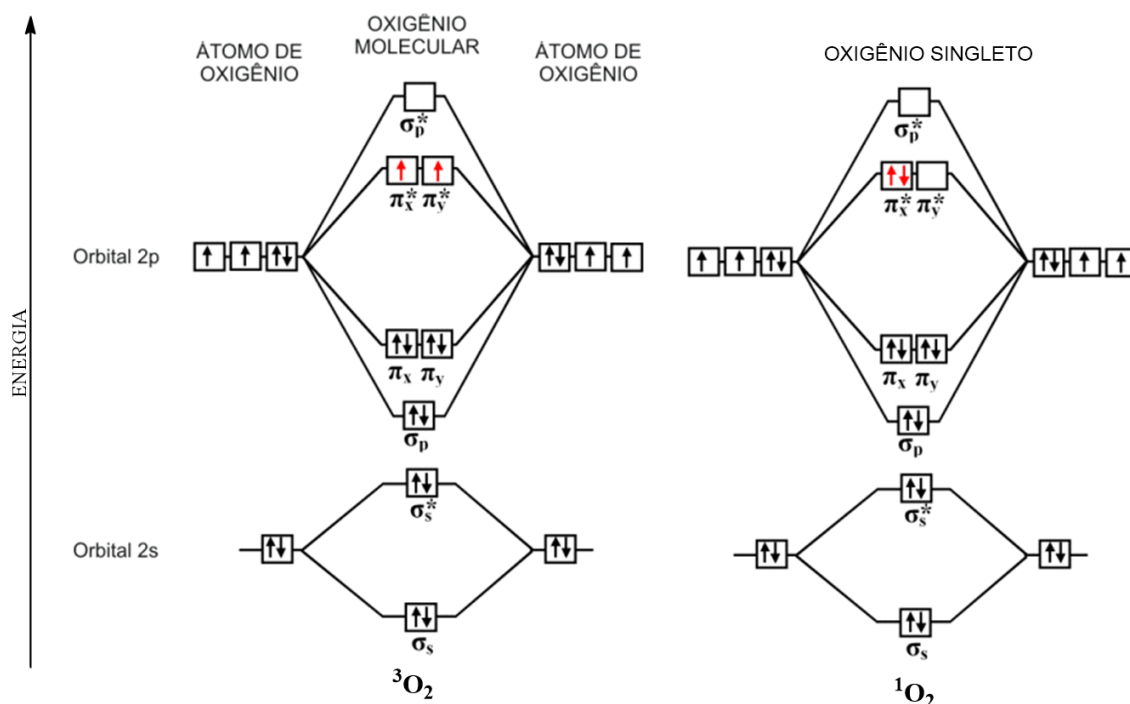 OXIGÊNIO
MOLECULAR
ÁTOMO DE
OXIGÊNIO
ÁTOMO DE
OXIGÊNIO
OXIGÊNIO SINGLETO
ENERGIA
σp*
πx* πy*
Orbital 2p
πx πy
σp
σs*
Orbital 2s
σs
³O₂
σp*
πx* πy*
πx πy
σp
σs*
σs
¹O₂